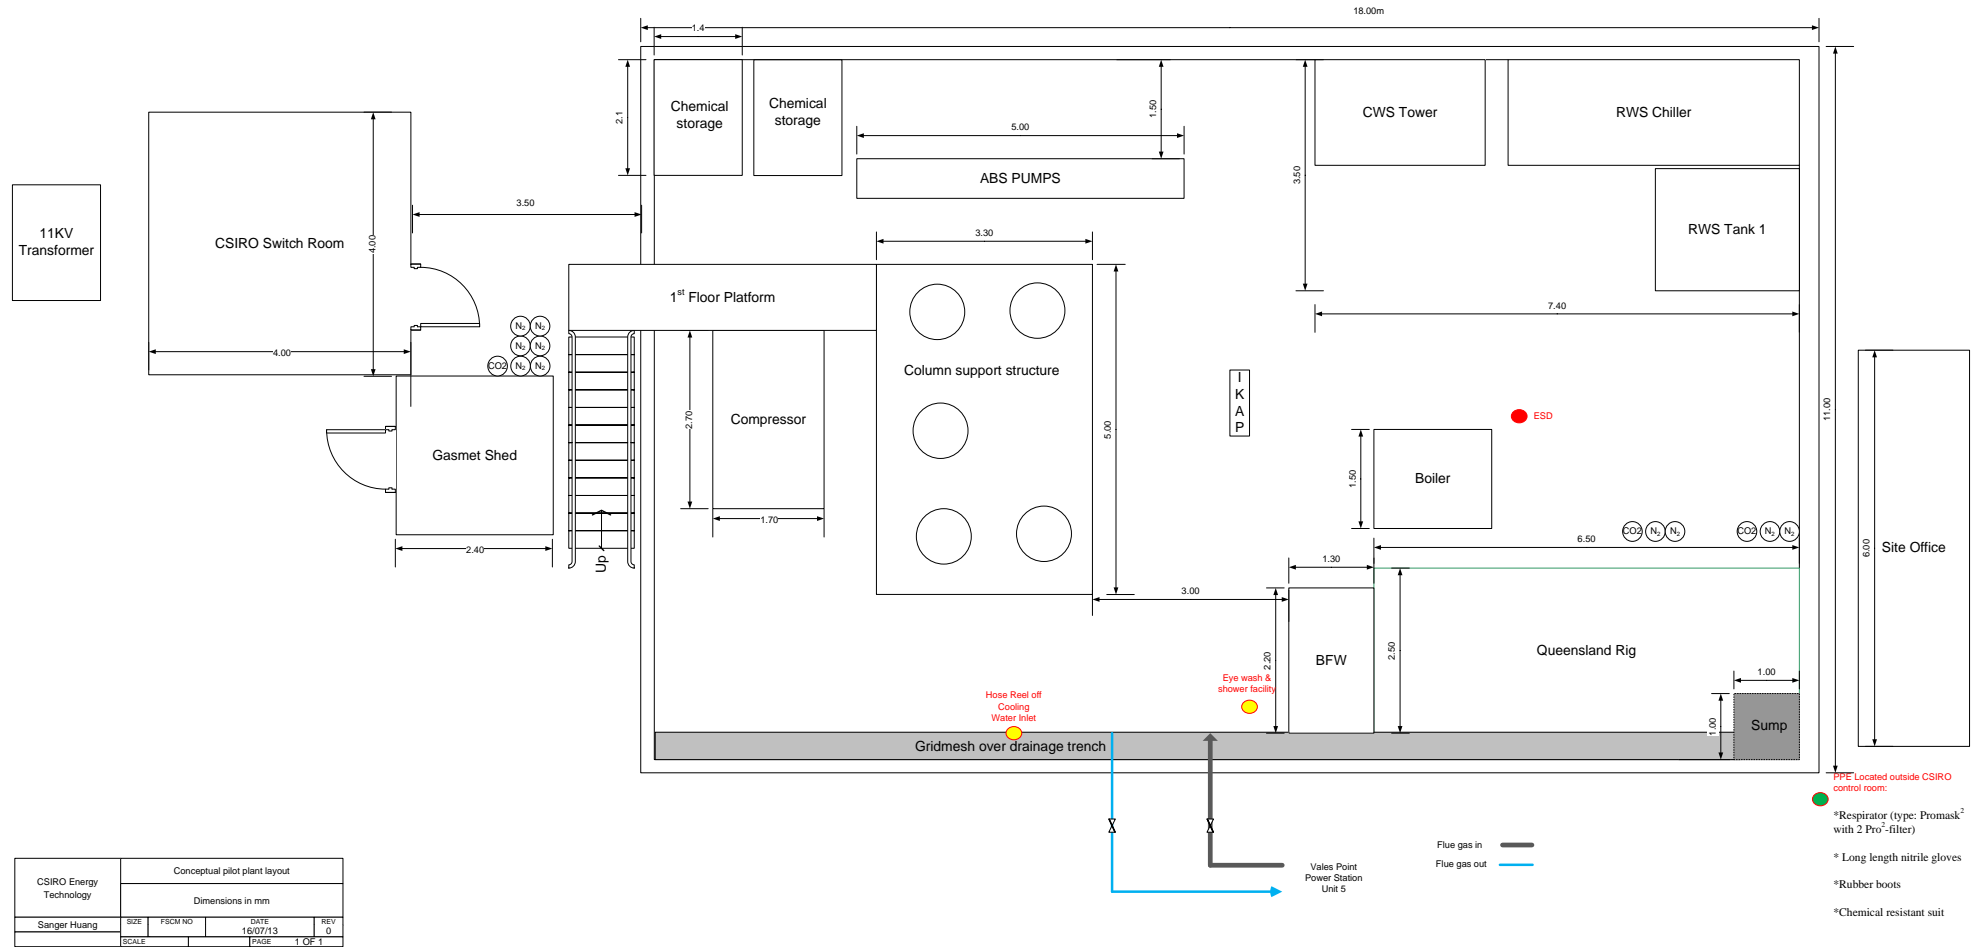 18.00m
1.4
2.1
Chemical
storage
Chemical
storage
1.50
5.00
ABS PUMPS
CWS Tower
RWS Chiller
3.50
RWS Tank 1
7.40
11KV
Transformer
CSIRO Switch Room
4.00
4.00
3.50
3.30
1st Floor Platform
N₂ N₂
N₂ N₂
CO2 N₂ N₂
Column support structure
I
K
A
P
ESD
11.00
Compressor
2.70
1.70
5.00
Gasmet Shed
2.40
Up
Boiler
1.50
CO2 N₂ N₂
CO2 N₂ N₂
6.50
6.00
Site Office
1.30
3.00
2.20
BFW
2.50
Queensland Rig
1.00
1.00
Sump
Eye wash &
shower facility
Hose Reel off
Cooling
Water Inlet
Gridmesh over drainage trench
PPE Located outside CSIRO
control room:
*Respirator (type: Promask²
with 2 Pro²-filter)
* Long length nitrile gloves
*Rubber boots
*Chemical resistant suit
Flue gas in
Flue gas out
Vales Point
Power Station
Unit 5
CSIRO Energy
Technology
Conceptual pilot plant layout
Dimensions in mm
Sanger Huang
SIZE
FSCM NO
DATE
16/07/13
REV
0
SCALE
PAGE
1 OF 1